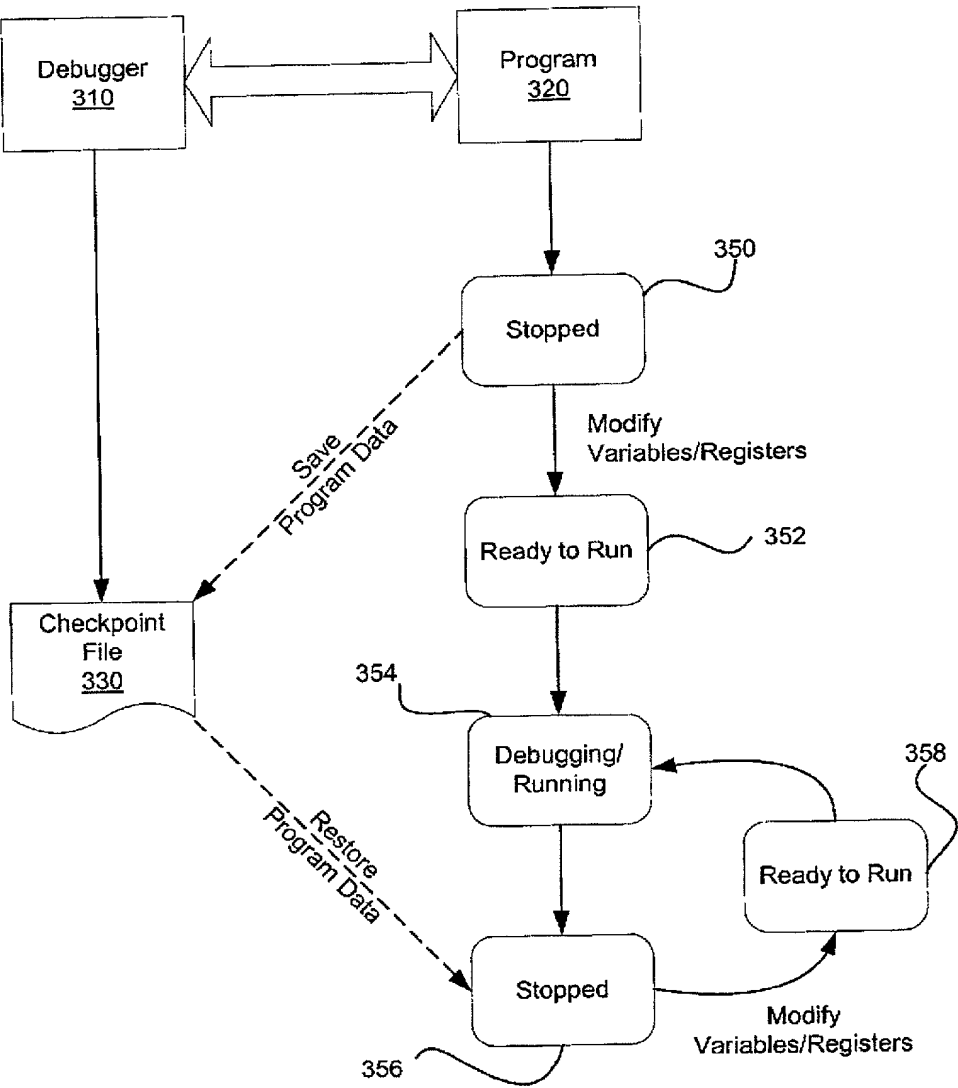 Debugger
310
Program
320
350
Stopped
Modify
Variables/Registers
Save
Program Data
Ready to Run
352
Checkpoint
File
330
354
Debugging/
Running
358
Restore
Program Data
Ready to Run
Stopped
Modify
Variables/Registers
356